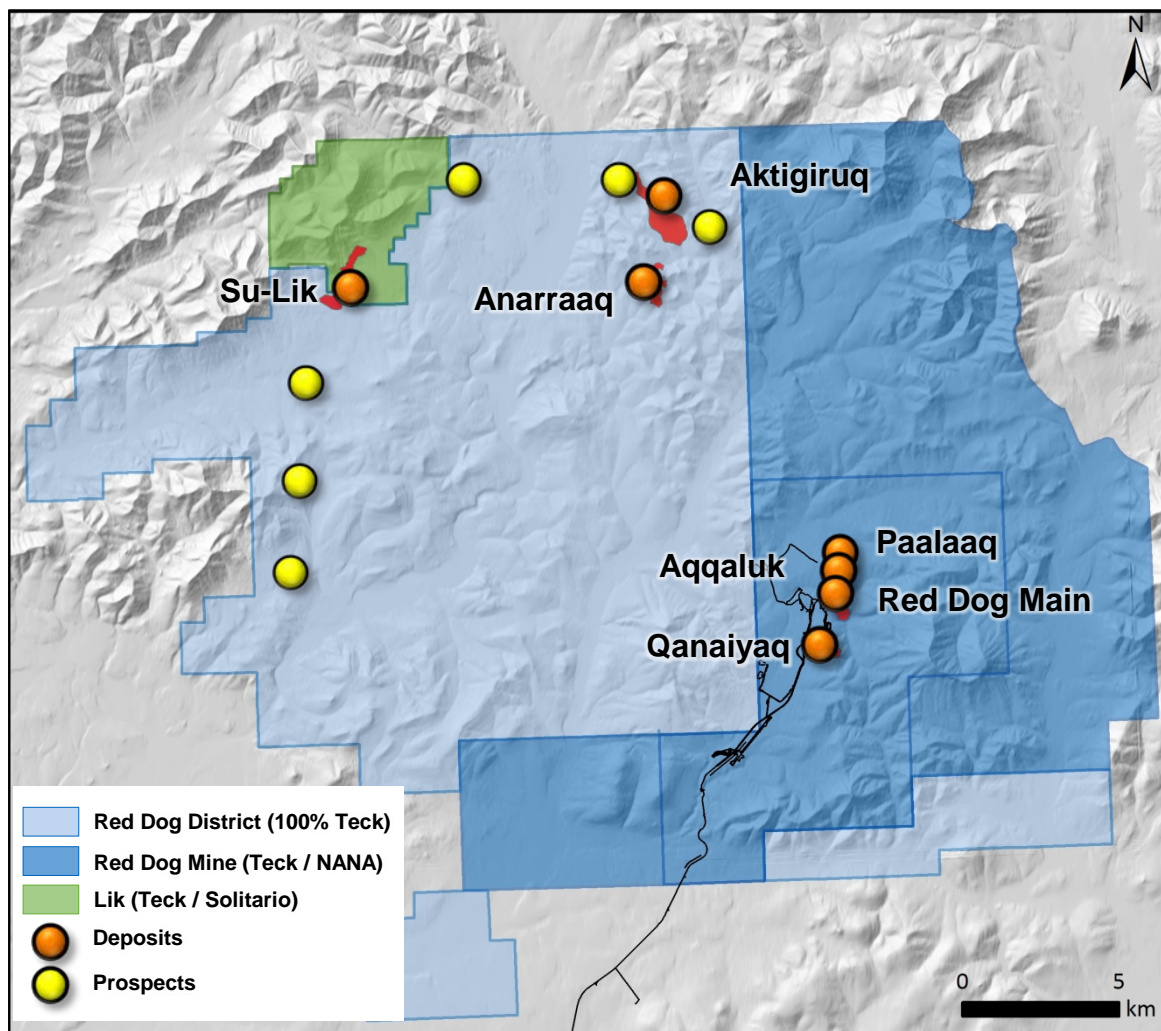 N
Aktigiruq
Su-Lik
Anarraaq
Paalaaq
Aqqaluk
Red Dog Main
Qanaiyaq
Red Dog District (100% Teck)
Red Dog Mine (Teck / NANA)
Lik (Teck / Solitario)
Deposits
Prospects
0 5
km